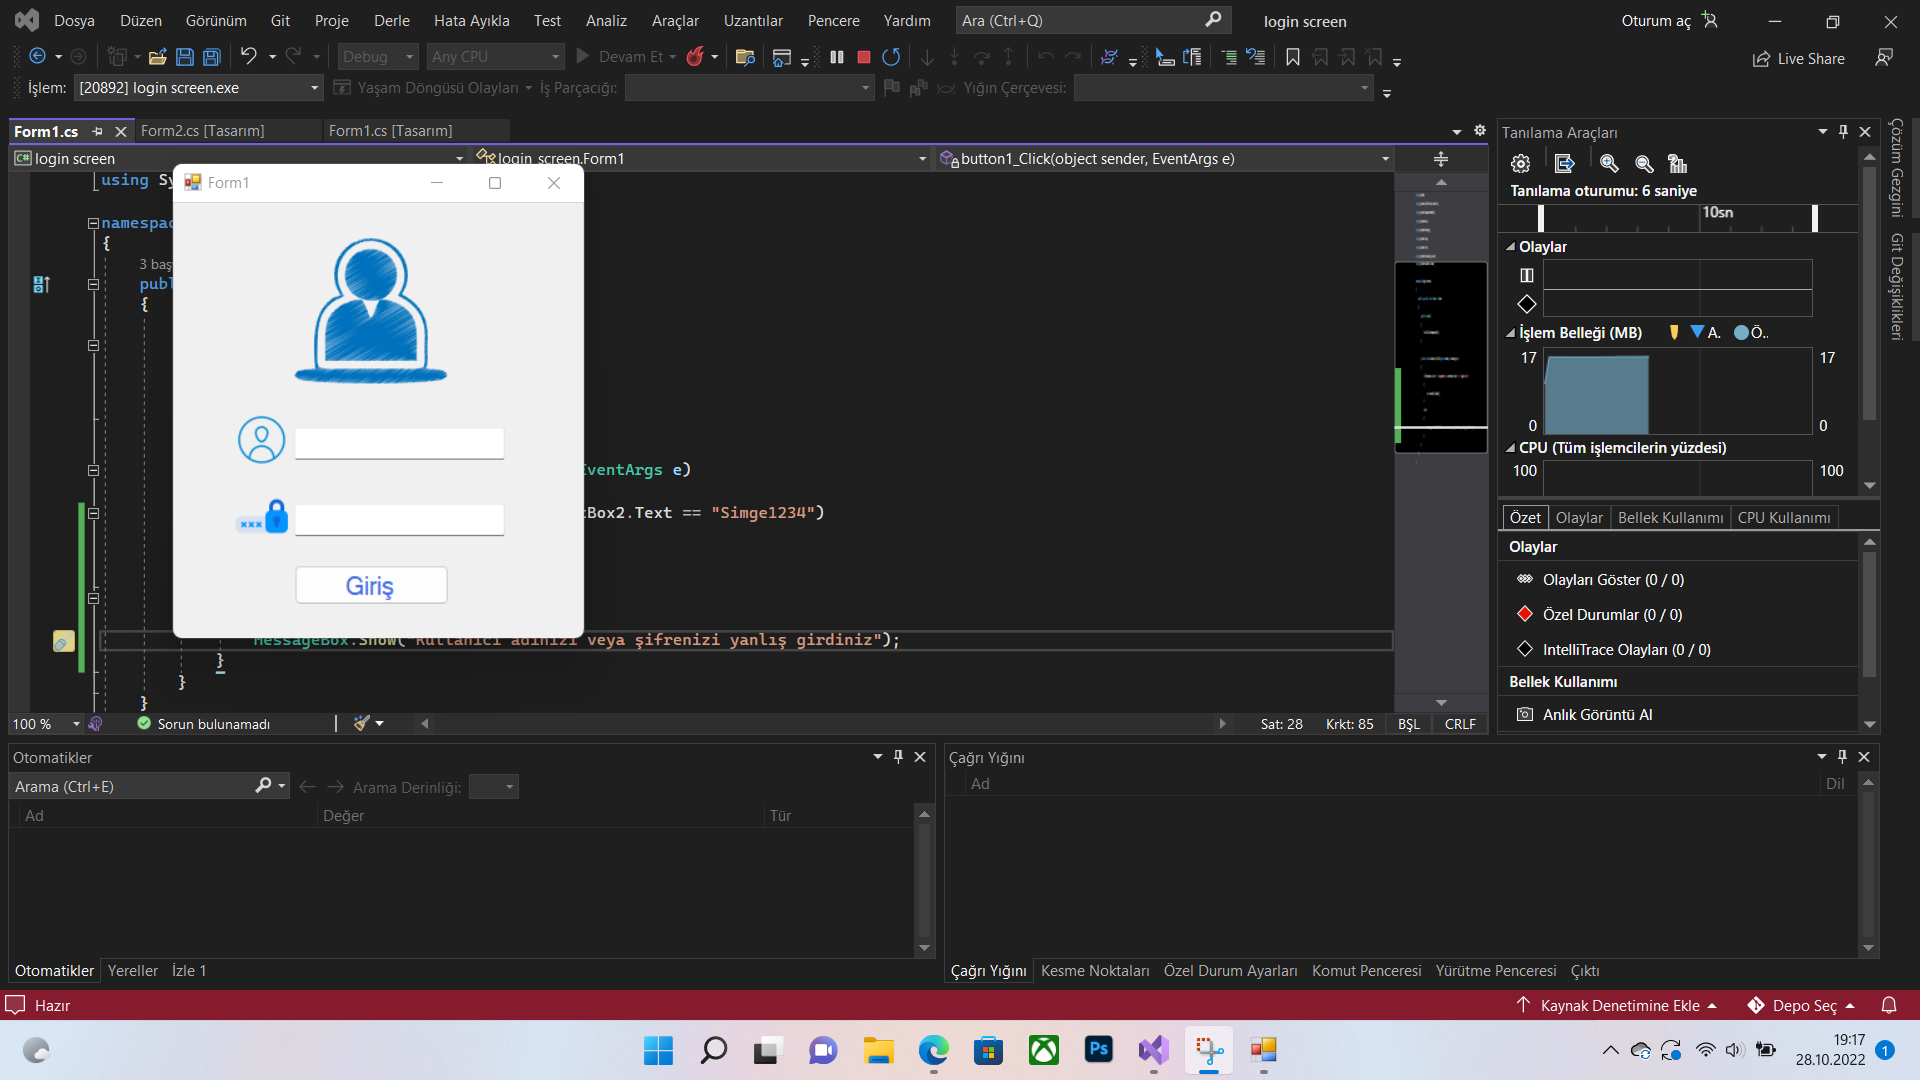 Dosya Düzen Görünüm Git Proje Derle Hata Ayıkla Test Analiz Araçlar Uzantılar Pencere Yardım Ara (Ctrl+Q) login screen Oturum aç
Debug Any CPU Devam Et Live Share
İşlem: [20892] login screen.exe Yaşam Döngüsü Olayları İş Parçacığı: Yığın Çerçevesi:
Form1.cs Form2.cs [Tasarım] Form1.cs [Tasarım]
login screen login_screen.Form1 button1_Click(object sender, EventArgs e)
using Sy
Form1
namespac
{
3 baş
pub
{
EventArgs e)
tBox2.Text == "Simge1234")
xxx
Giriş
MessageBox.Show("Kullanıcı adınızı veya şifrenizi yanlış girdiniz");
}
}
}
100 % Sorun bulunamadı Sat: 28 Krkt: 85 BŞL CRLF
Tanılama Araçları
Tanılama oturumu: 6 saniye
10sn
Olaylar
İşlem Belleği (MB) A. Ö..
17 17
0 0
CPU (Tüm işlemcilerin yüzdesi)
100 100
Özet Olaylar Bellek Kullanımı CPU Kullanımı
Olaylar
Olayları Göster (0 / 0)
Özel Durumlar (0 / 0)
IntelliTrace Olayları (0 / 0)
Bellek Kullanımı
Anlık Görüntü Al
Çözüm Gezgini
Git Değişiklikleri
Otomatikler
Arama (Ctrl+E) Arama Derinliği:
Ad Değer Tür
Otomatikler Yereller İzle 1
Çağrı Yığını
Ad Dil
Çağrı Yığını Kesme Noktaları Özel Durum Ayarları Komut Penceresi Yürütme Penceresi Çıktı
Hazır Kaynak Denetimine Ekle Depo Seç
Ps
19:17
28.10.2022 1